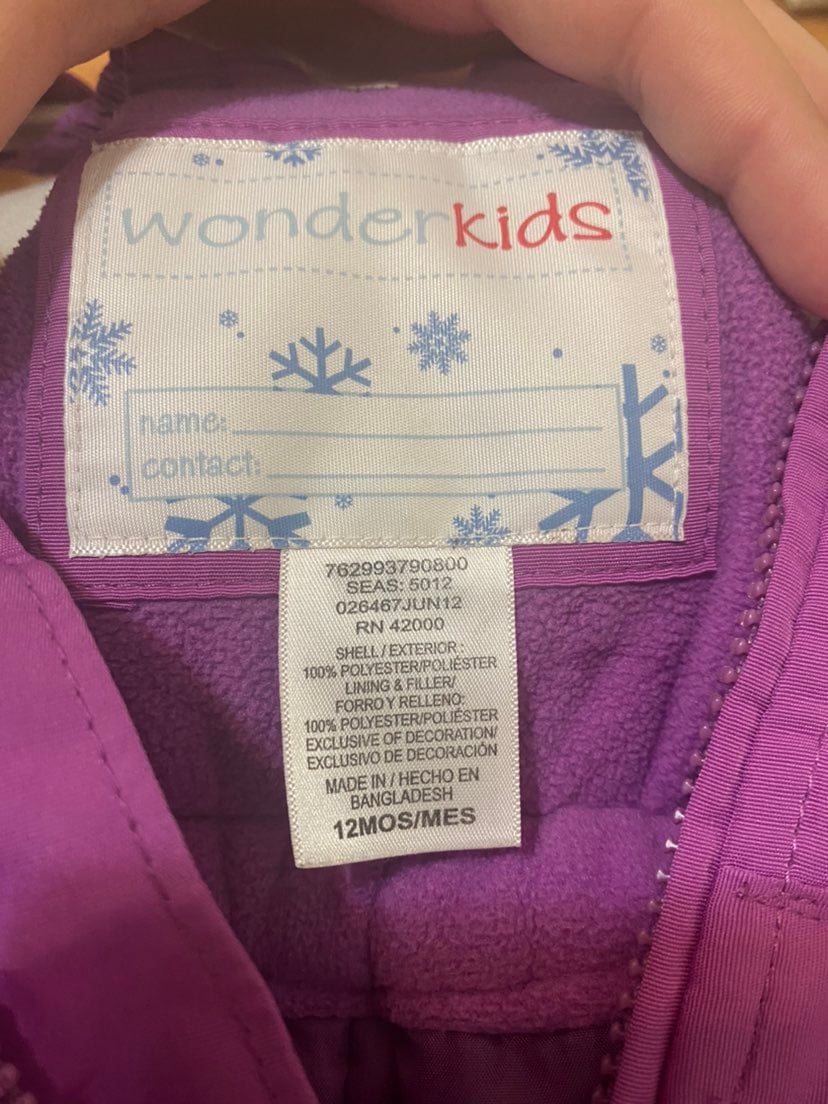 wonderkids
name:
contact:
762993790800
SEAS: 5012
026467JUN12
RN 42000
SHELL / EXTERIOR :
100% POLYESTER/POLIÉSTER
LINING & FILLER/
FORRO Y RELLENO:
100% POLYESTER/POLIÉSTER
EXCLUSIVE OF DECORATION/
EXCLUSIVO DE DECORACIÓN
MADE IN / HECHO EN
BANGLADESH
12MOS/MES